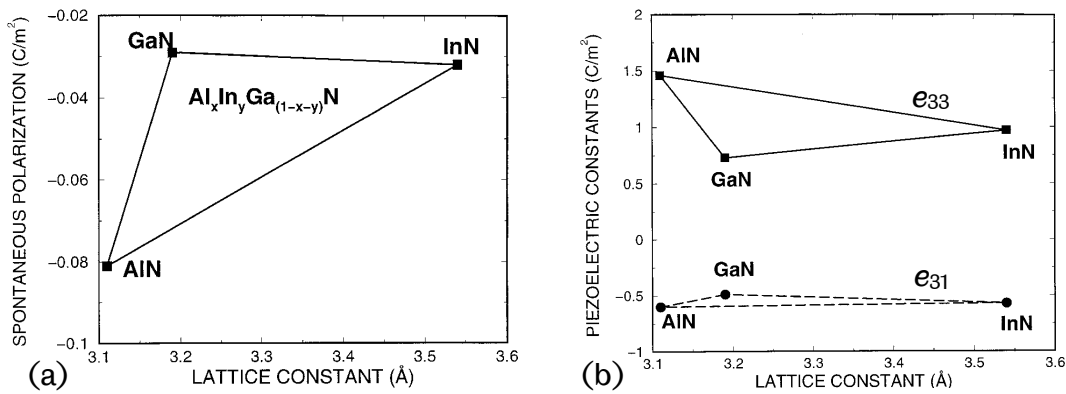 SPONTANEOUS POLARIZATION (C/m²)
−0.02
−0.04
−0.06
−0.08
−0.1
GaN
InN
AlₓInᵧGa₍₁₋ₓ₋ᵧ₎N
AlN
3.1 3.2 3.3 3.4 3.5 3.6
(a) LATTICE CONSTANT (Å)
PIEZOELECTRIC CONSTANTS (C/m²)
2
1.5
1
0.5
0
−0.5
−1
AlN
e₃₃
InN
GaN
GaN
e₃₁
AlN
InN
3.1 3.2 3.3 3.4 3.5 3.6
(b) LATTICE CONSTANT (Å)